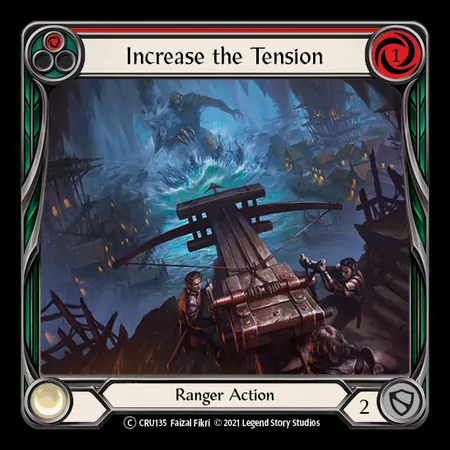 Increase the Tension
1
Ranger Action
2
C CRU135 Faizal Fikri © 2021 Legend Story Studios